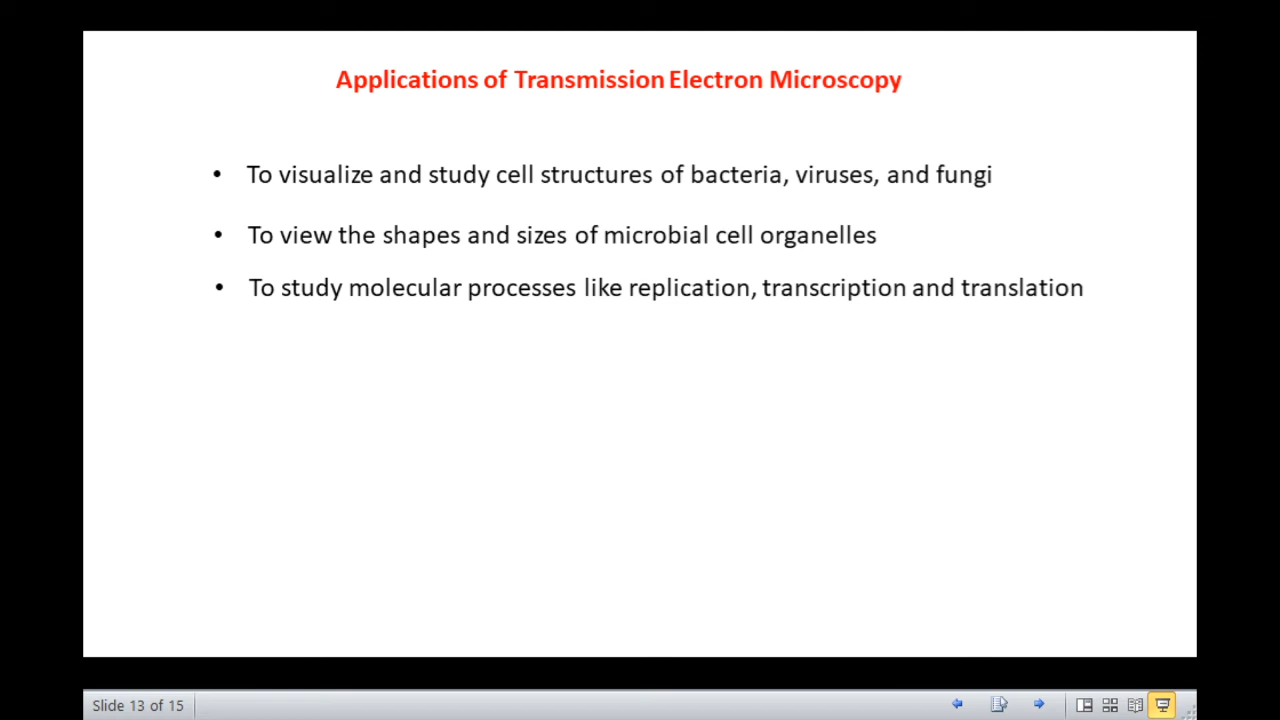 Applications of Transmission Electron Microscopy
• To visualize and study cell structures of bacteria, viruses, and fungi
• To view the shapes and sizes of microbial cell organelles
• To study molecular processes like replication, transcription and translation
Slide 13 of 15